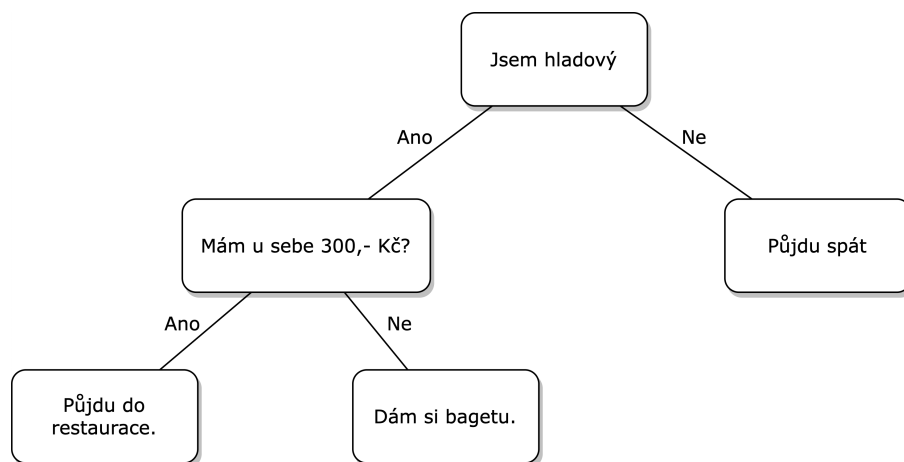 Jsem hladový
Ano
Ne
Mám u sebe 300,- Kč?
Půjdu spát
Ano
Ne
Půjdu do
restaurace.
Dám si bagetu.